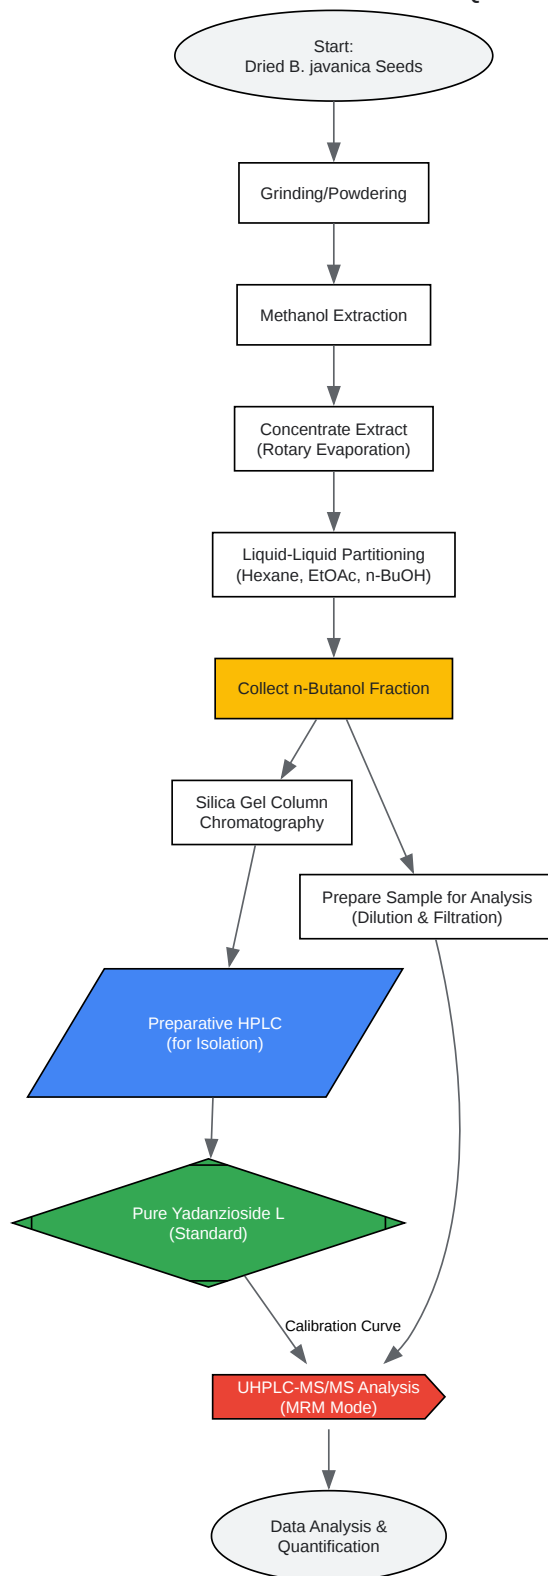 Start:
Dried B. javanica Seeds
Grinding/Powdering
Methanol Extraction
Concentrate Extract
(Rotary Evaporation)
Liquid-Liquid Partitioning
(Hexane, EtOAc, n-BuOH)
Collect n-Butanol Fraction
Silica Gel Column
Chromatography
Prepare Sample for Analysis
(Dilution & Filtration)
Preparative HPLC
(for Isolation)
Pure Yadanzioside L
(Standard)
Calibration Curve
UHPLC-MS/MS Analysis
(MRM Mode)
Data Analysis &
Quantification